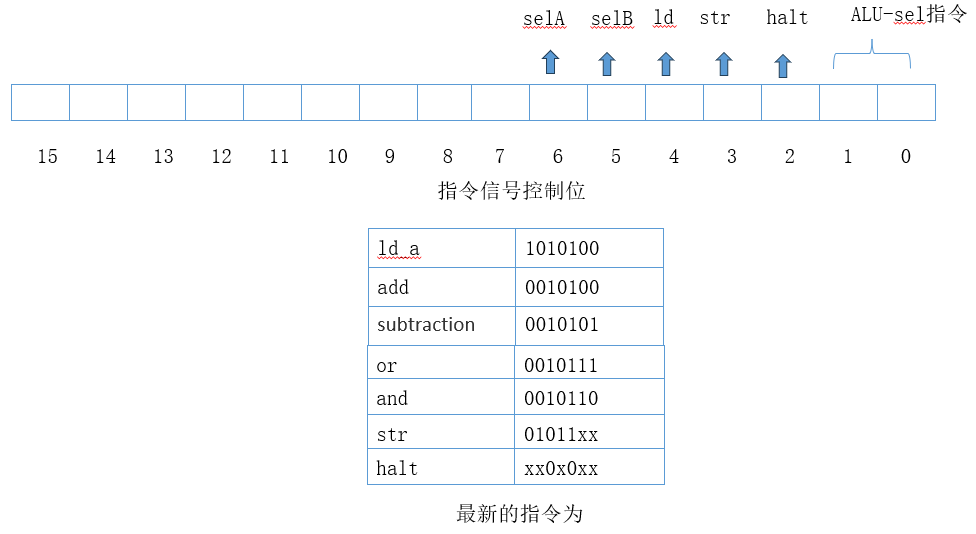 selA selB ld str halt ALU-sel指令
15 14 13 12 11 10 9 8 7 6 5 4 3 2 1 0
指令信号控制位
ld_a 1010100
add 0010100
subtraction 0010101
or 0010111
and 0010110
str 01011xx
halt xx0x0xx
最新的指令为